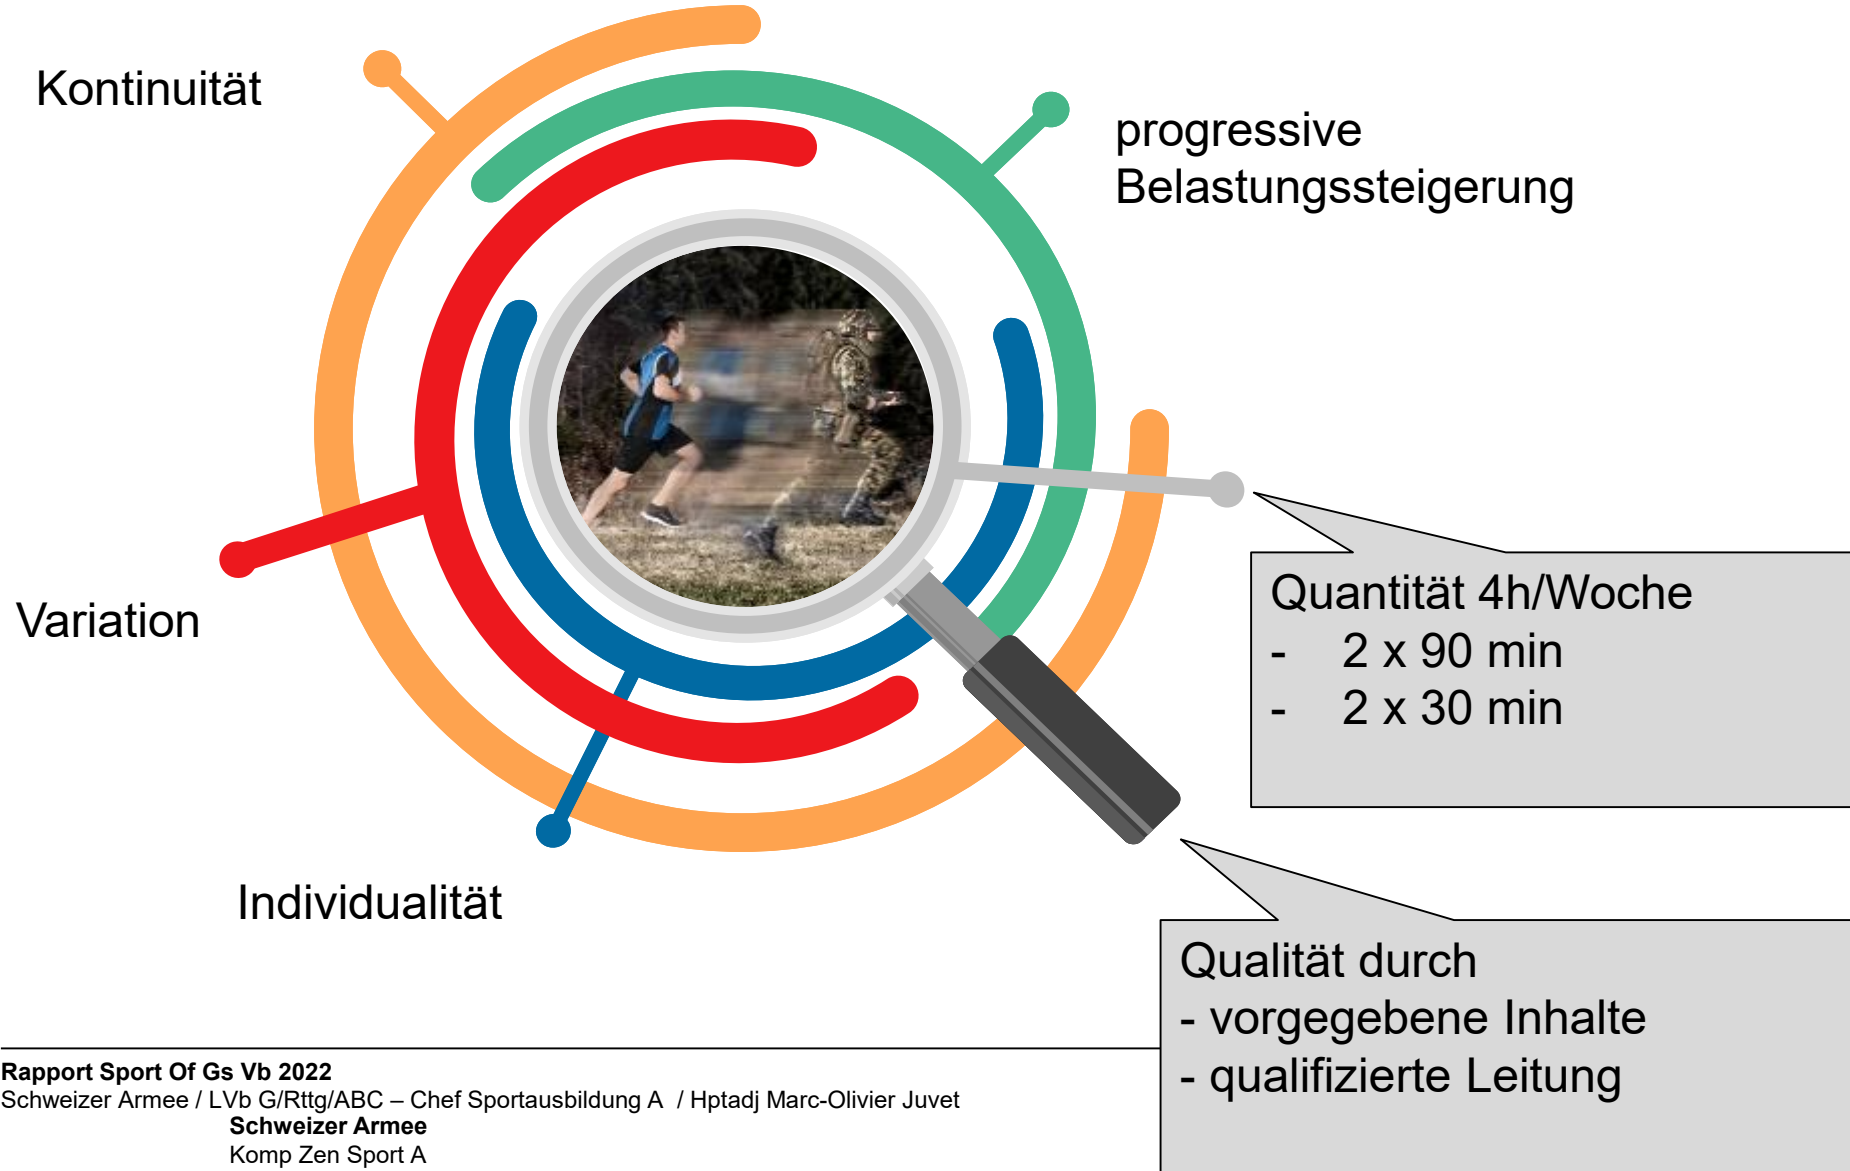 Kontinuität
progressive
Belastungssteigerung
Variation
Individualität
Quantität 4h/Woche
- 2 x 90 min
- 2 x 30 min
Qualität durch
- vorgegebene Inhalte
- qualifizierte Leitung
Rapport Sport Of Gs Vb 2022
Schweizer Armee / LVb G/Rttg/ABC – Chef Sportausbildung A / Hptadj Marc-Olivier Juvet
Schweizer Armee
Komp Zen Sport A